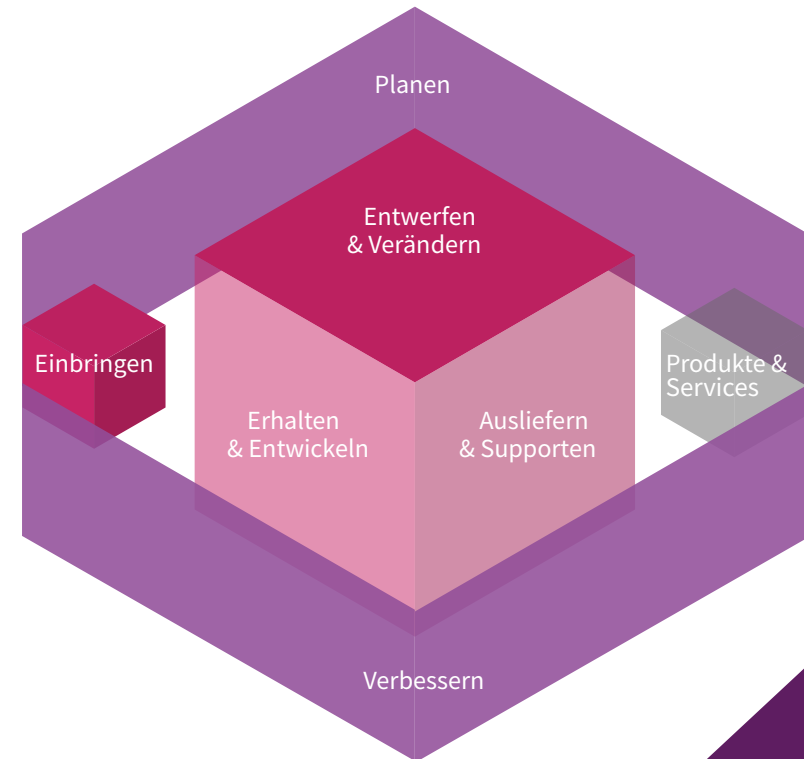 Planen
Entwerfen
& Verändern
Einbringen
Produkte &
Services
Erhalten
& Entwickeln
Ausliefern
& Supporten
Verbessern